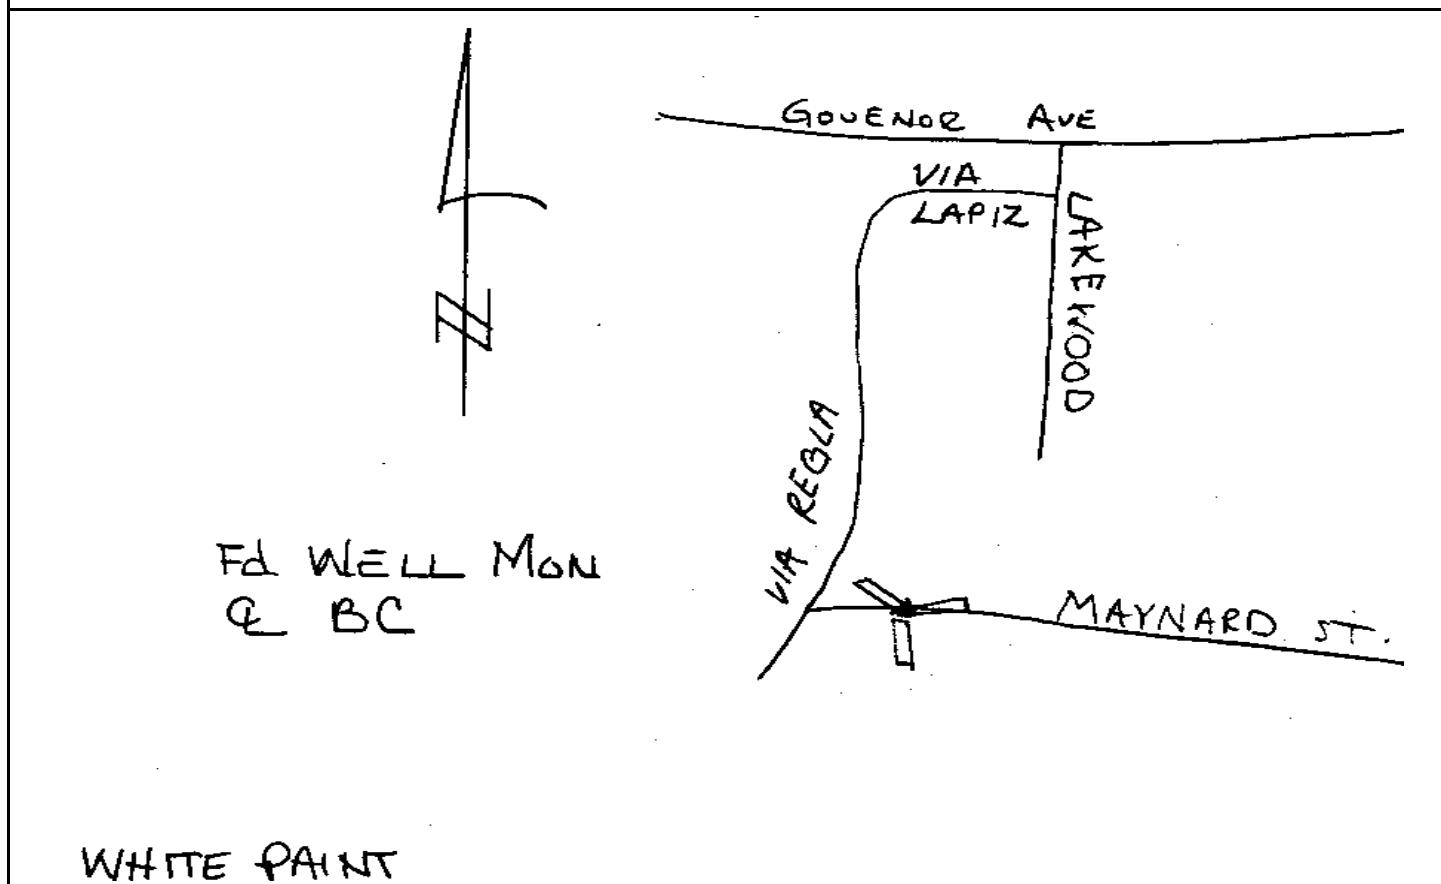 GOVENOR AVE
VIA
LAPIZ
LAKEWOOD
N
VIA REGLA
Fd WELL MON
℄ BC
MAYNARD ST.
WHITE PAINT